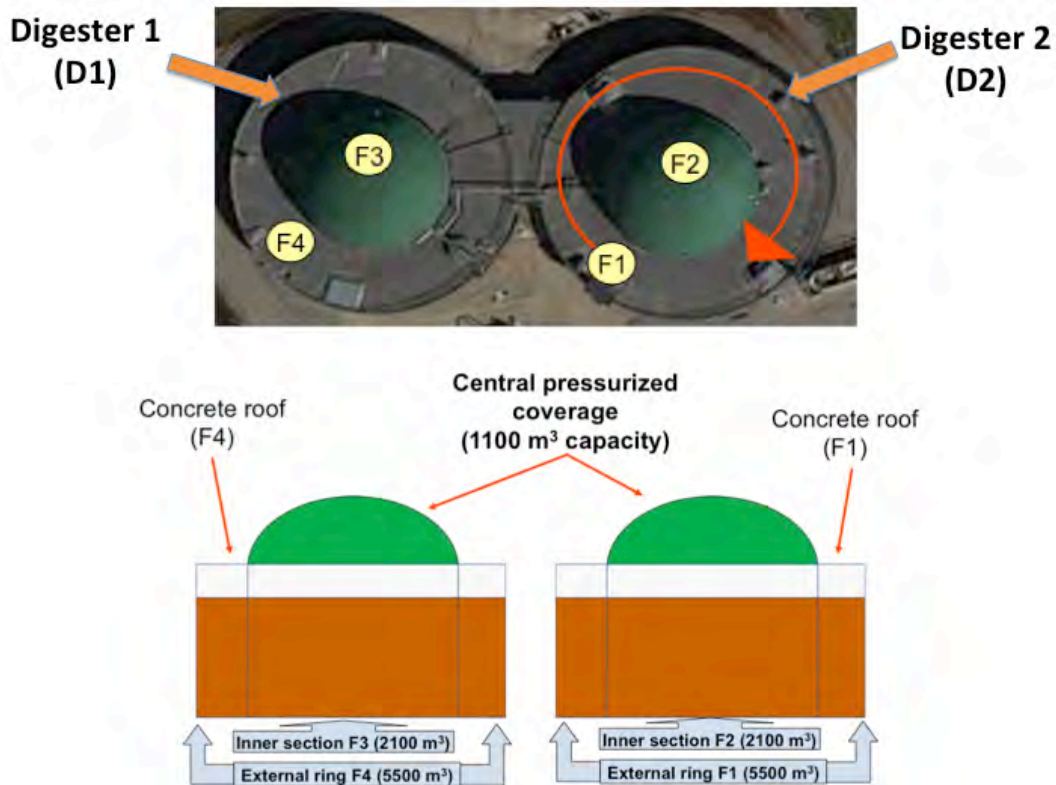 Digester 1
(D1)
Digester 2
(D2)
F3
F2
F4
F1
Central pressurized
coverage
(1100 m³ capacity)
Concrete roof
(F4)
Concrete roof
(F1)
Inner section F3 (2100 m³)
Inner section F2 (2100 m³)
External ring F4 (5500 m³)
External ring F1 (5500 m³)